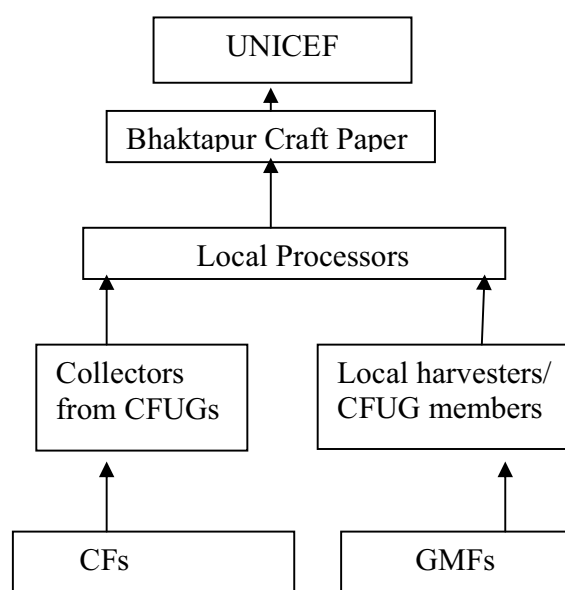 UNICEF
Bhaktapur Craft Paper
Local Processors
Collectors
from CFUGs
Local harvesters/
CFUG members
CFs
GMFs